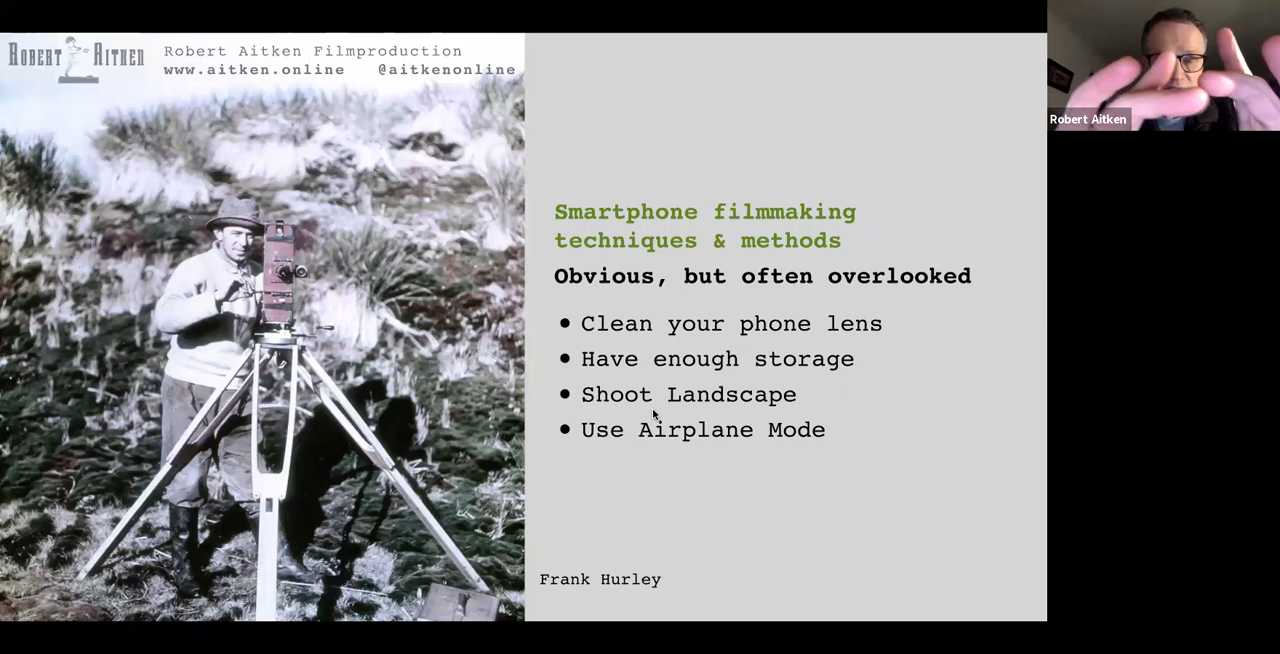 ROBERT AITKEN
Robert Aitken Filmproduction
www.aitken.online @aitkenonline
Smartphone filmmaking
techniques & methods
Obvious, but often overlooked
• Clean your phone lens
• Have enough storage
• Shoot Landscape
• Use Airplane Mode
Frank Hurley
Robert Aitken